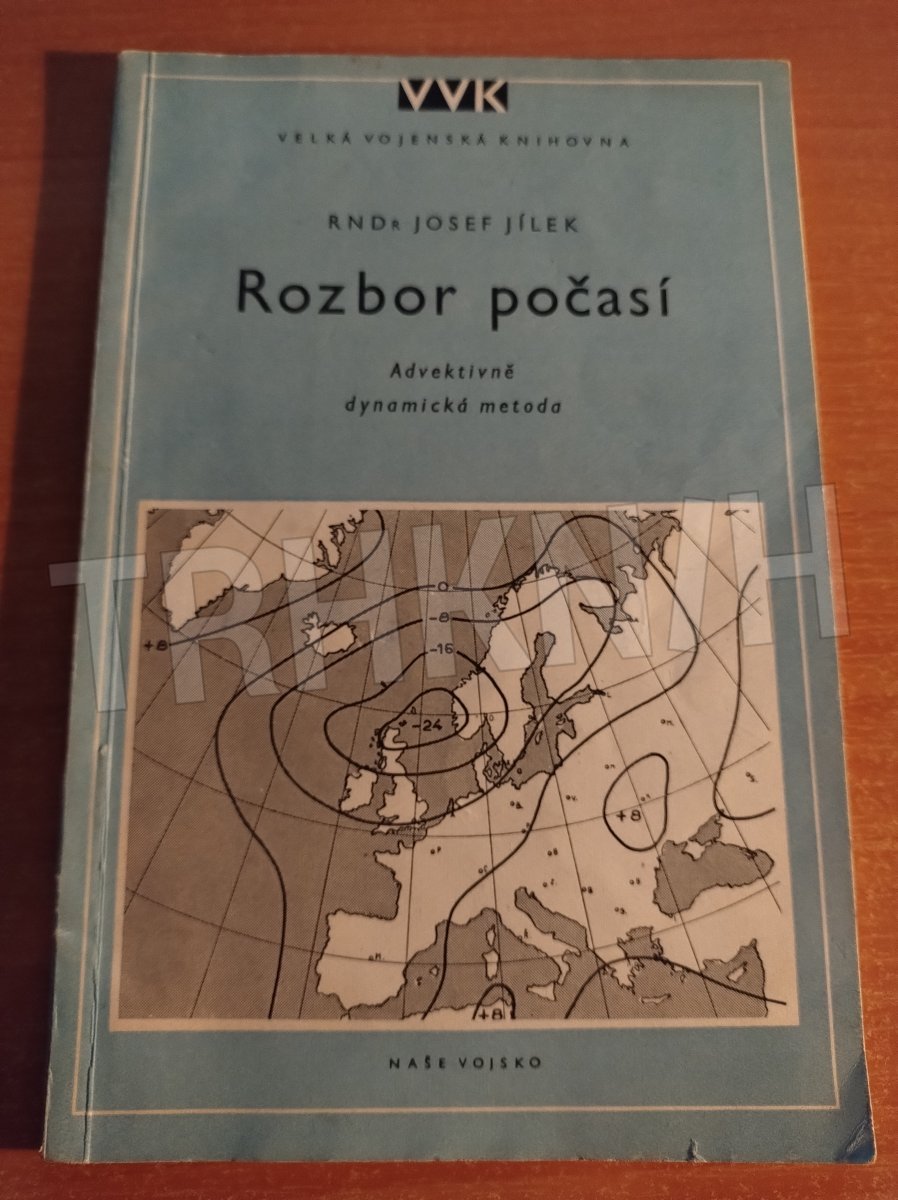 VVK
VELKÁ VOJENSKÁ KNIHOVNA
RNDR JOSEF JÍLEK
Rozbor počasí
Advektivně
dynamická metoda
TRHKNIH
0
-8
+8
-16
-24
+8
+8
NAŠE VOJSKO